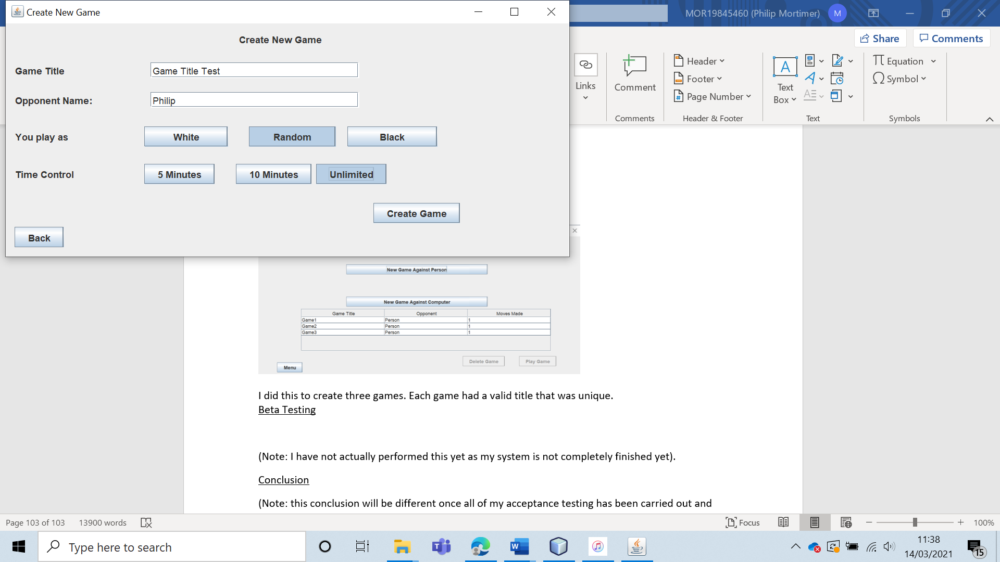 Create New Game
MOR19845460 (Philip Mortimer) M
Share
Comments
Create New Game
Game Title
Game Title Test
Opponent Name:
Philip
You play as
White
Random
Black
Time Control
5 Minutes
10 Minutes
Unlimited
Create Game
Back
Links
Comment
Comments
Header
Footer
Page Number
Header & Footer
Text
Box
Text
Equation
Symbol
Symbols
New Game Against Person
New Game Against Computer
Game Title Opponent Moves Made
Game1 Person 1
Game2 Person 1
Game3 Person 1
Delete Game
Play Game
Menu
I did this to create three games. Each game had a valid title that was unique.
Beta Testing
(Note: I have not actually performed this yet as my system is not completely finished yet).
Conclusion
(Note: this conclusion will be different once all of my acceptance testing has been carried out and
Page 103 of 103
13900 words
Focus
100%
Type here to search
11:38
14/03/2021
15